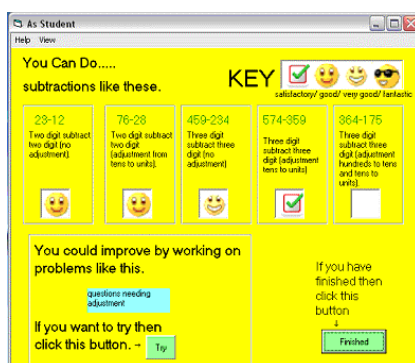 As Student
Help View
You Can Do.....
subtractions like these.
KEY
satisfactory/ good/ very good/ fantastic
23-12
Two digit subtract
two digit (no
adjustment).
76-28
Two digit subtract
two digit
(adjustment from
tens to units)
459-234
Three digit
subtract three
digit (no
adjustment)
574-359
Three digit
subtract three
digit (adjustment
tens to units)
364-175
Three digit
subtract three
digit (adjustment
hundreds to tens
and tens to
units).
You could improve by working on
problems like this.
questions needing
adjustment
If you want to try then
click this button. →
Try
If you have
finished then
click this
button
↓
Finished